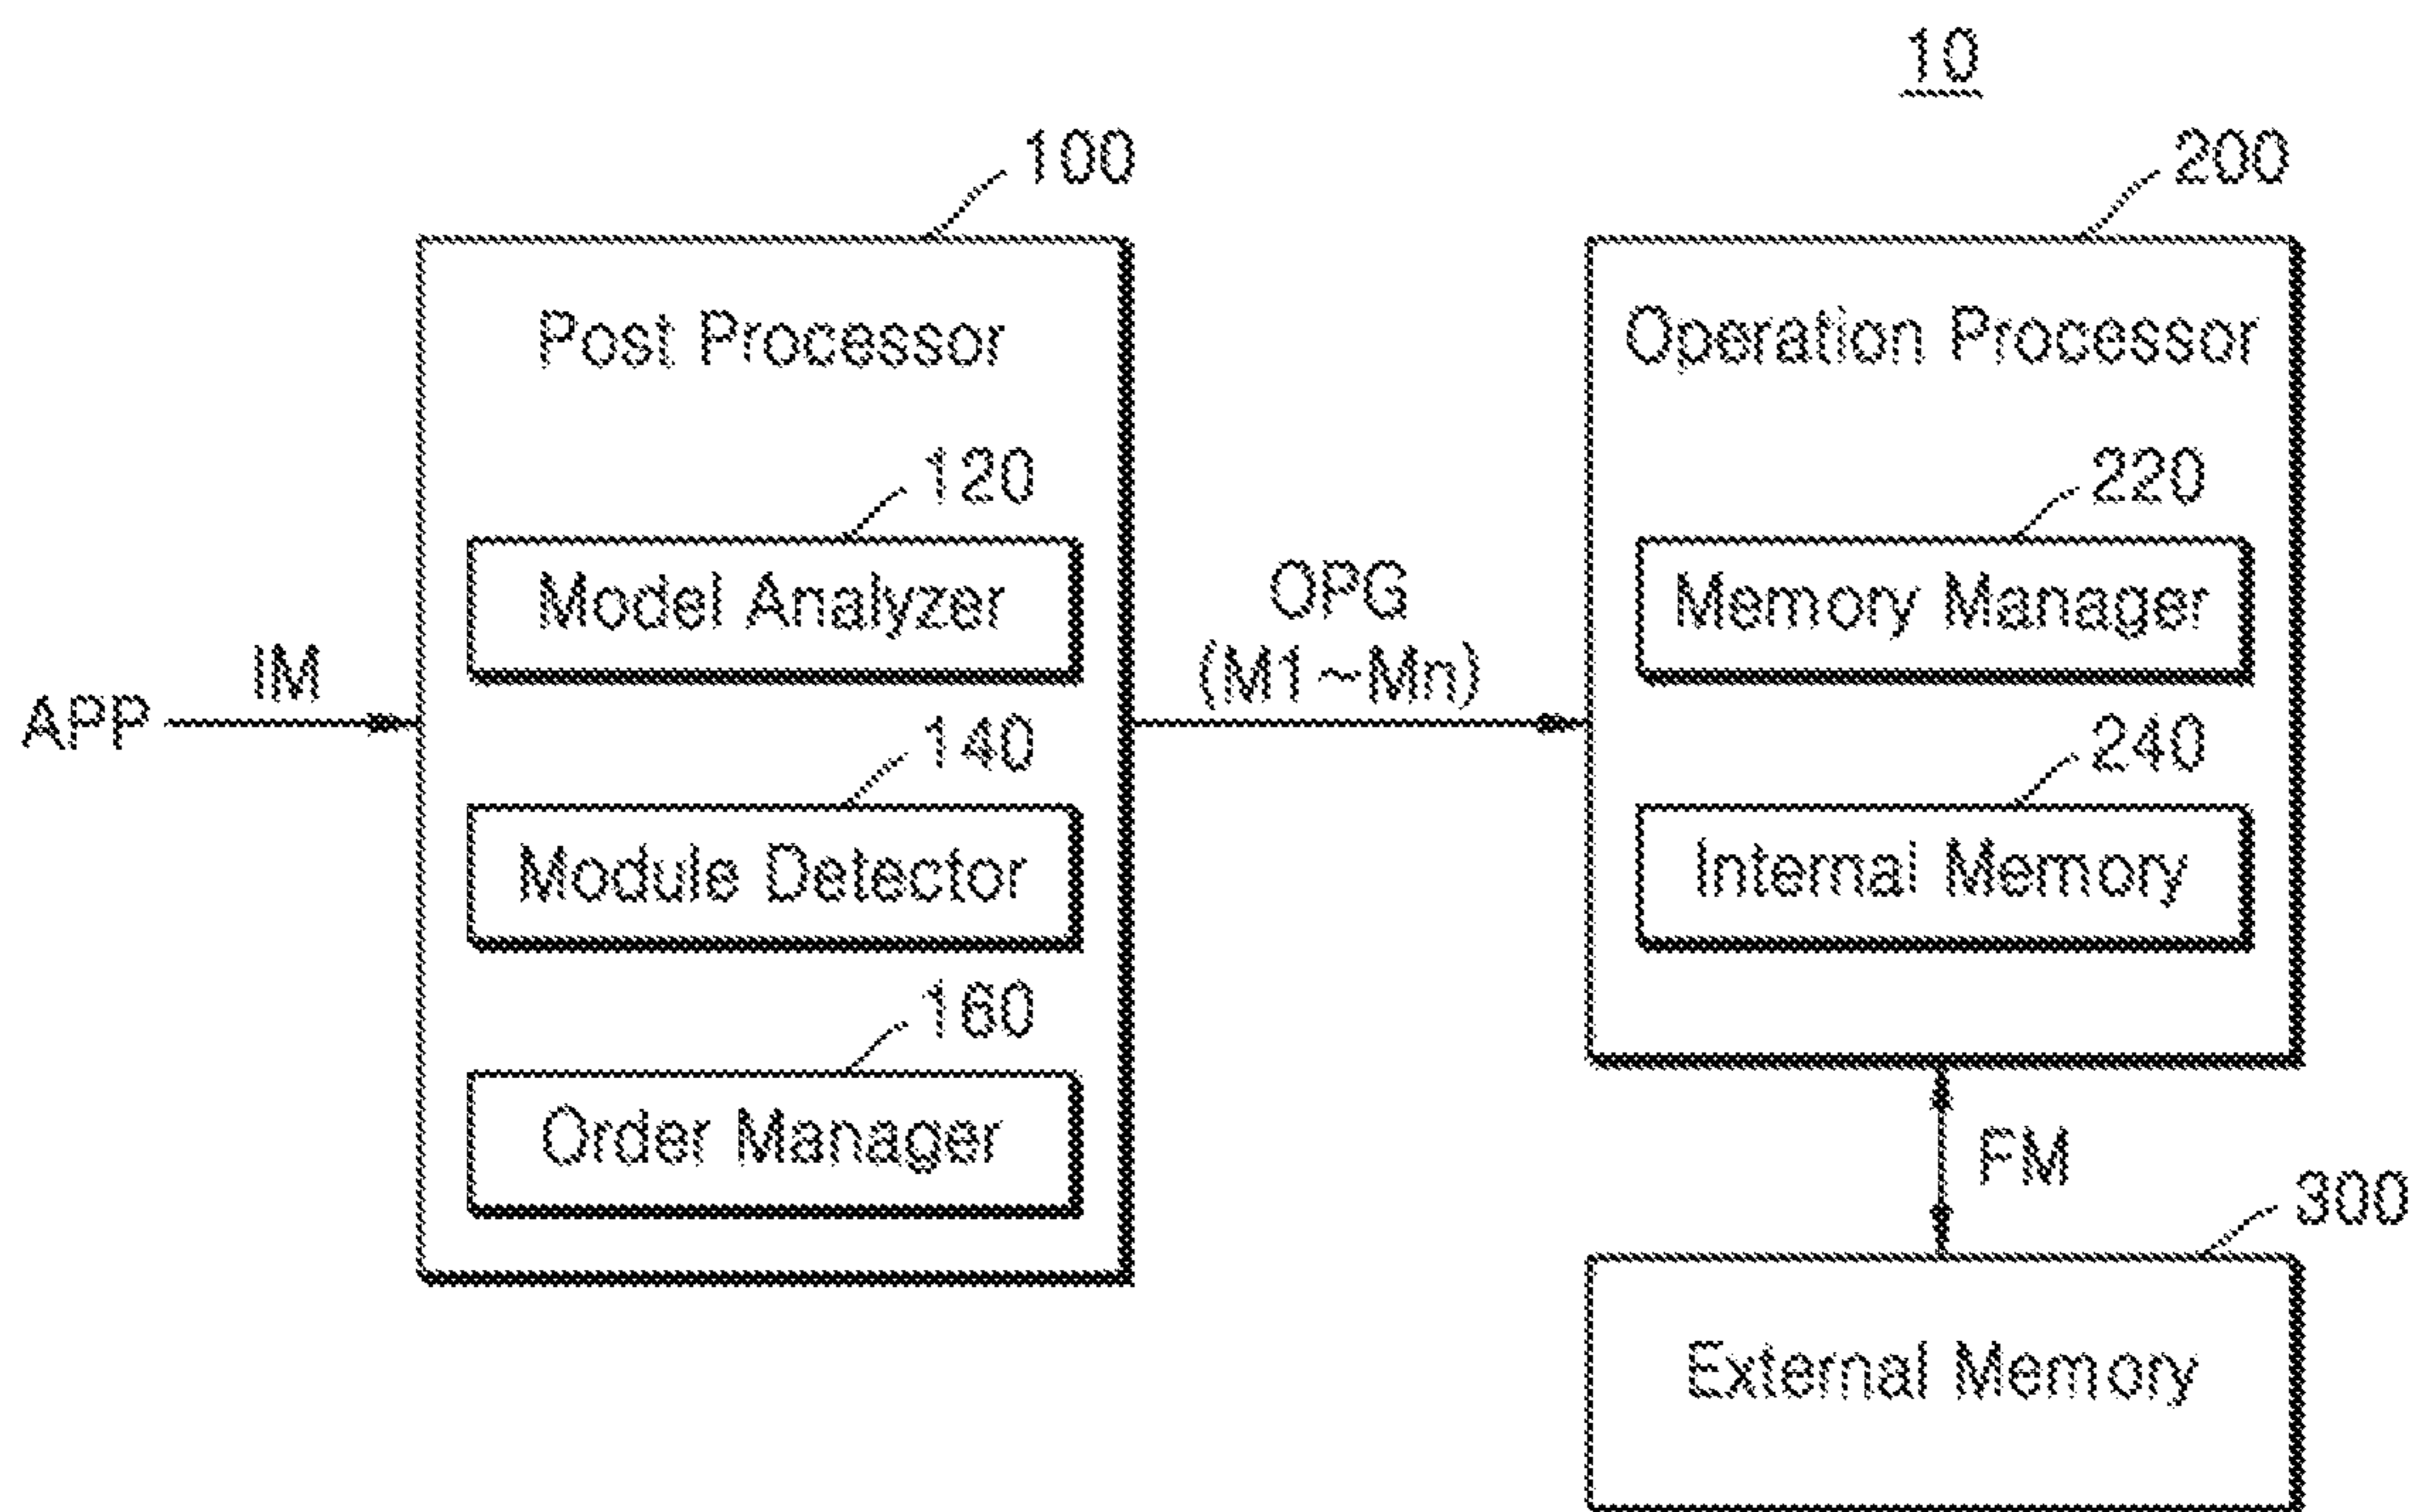 10
100
200
Post Processor
Operation Processor
120
220
Model Analyzer
Memory Manager
OPG
(M1~Mn)
IM
APP
140
240
Module Detector
Internal Memory
160
Order Manager
FM
300
External Memory